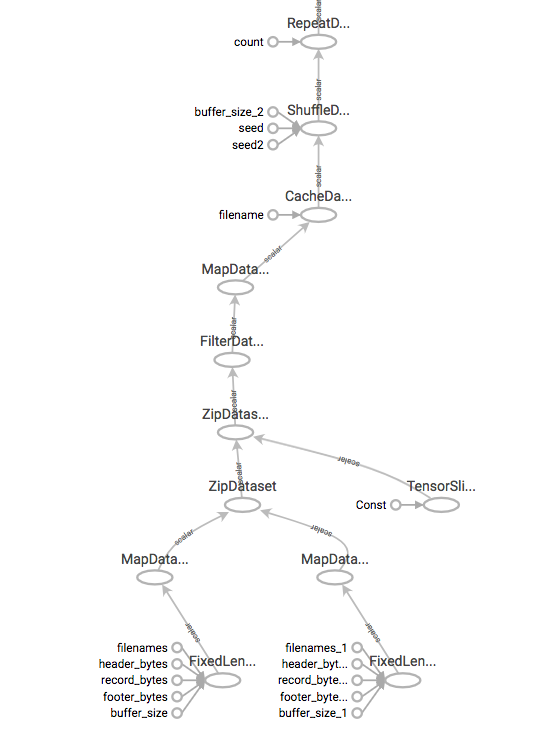 scalar
RepeatD...
count
scalar
ShuffleD...
buffer_size_2
seed
seed2
scalar
CacheDa...
filename
scalar
MapData...
scalar
FilterDat...
scalar
ZipDatas...
scalar
scalar
ZipDataset
TensorSli...
Const
scalar
scalar
MapData...
MapData...
scalar
scalar
filenames
FixedLen...
header_bytes
record_bytes
footer_bytes
buffer_size
filenames_1
FixedLen...
header_byt...
record_byte...
footer_byte...
buffer_size_1